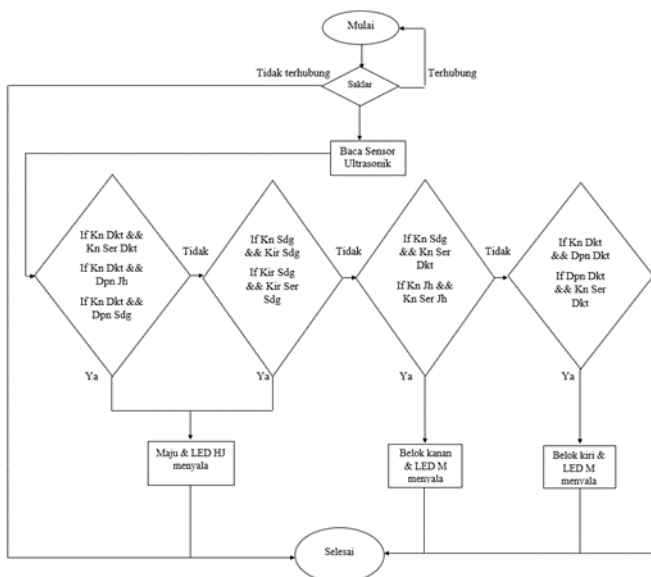 Mulai
Tidak terhubung
Terhubung
Saklar
Baca Sensor
Ultrasonik
If Kn Dkt &&
Kn Ser Dkt
If Kn Dkt &&
Dpn Jh
If Kn Dkt &&
Dpn Sdg
Tidak
If Kn Sdg
&& Kir Sdg
If Kir Sdg
&& Kir Ser
Sdg
Tidak
If Kn Sdg
&& Kn Ser
Dkt
If Kn Jh &&
Kn Ser Jh
Tidak
If Kn Dkt
&& Dpn Dkt
If Dpn Dkt
&& Kn Ser
Dkt
Ya
Ya
Ya
Ya
Maju & LED HJ
menyala
Belok kanan
& LED M
menyala
Belok kiri &
LED M
menyala
Selesai